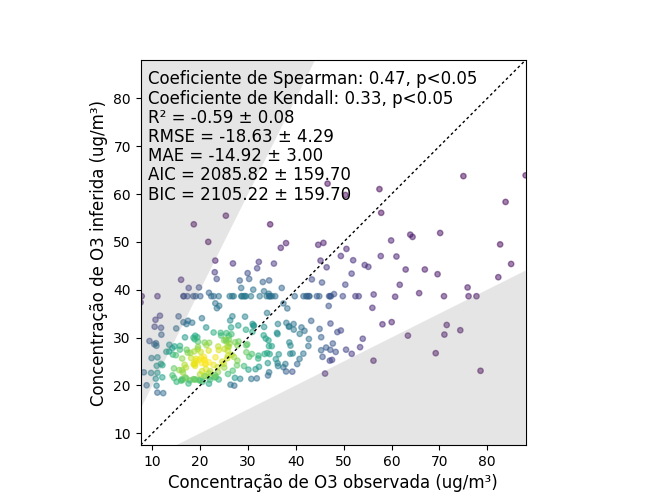 Coeficiente de Spearman: 0.47, p<0.05
Coeficiente de Kendall: 0.33, p<0.05
R² = -0.59 ± 0.08
RMSE = -18.63 ± 4.29
MAE = -14.92 ± 3.00
AIC = 2085.82 ± 159.70
BIC = 2105.22 ± 159.70
Concentração de O3 inferida (ug/m³)
80
70
60
50
40
30
20
10
10 20 30 40 50 60 70 80
Concentração de O3 observada (ug/m³)